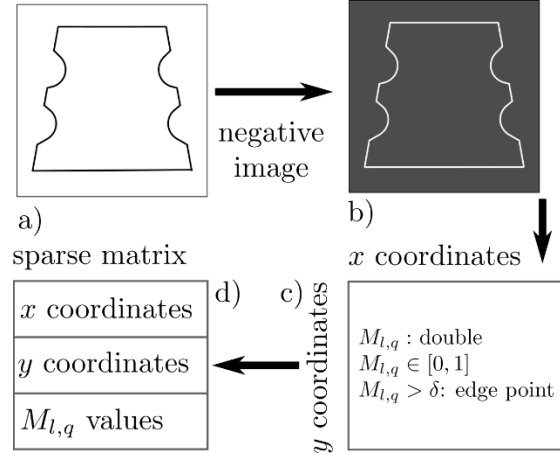 negative
image
a)
b)
sparse matrix
x coordinates
d)
c)
x coordinates
y coordinates
M_{l,q} values
y coordinates
M_{l,q} : double
M_{l,q} ∈ [0, 1]
M_{l,q} > δ: edge point